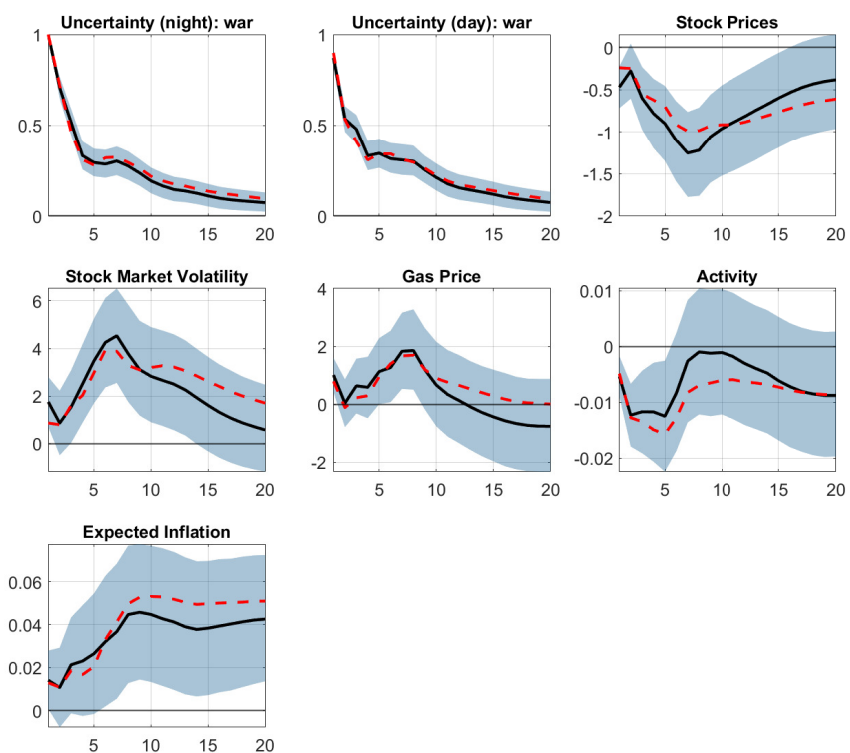 Uncertainty (night): war
1
0.5
0
5 10 15 20
Uncertainty (day): war
1
0.5
0
5 10 15 20
Stock Prices
0
-0.5
-1
-1.5
-2
5 10 15 20
Stock Market Volatility
6
4
2
0
5 10 15 20
Gas Price
4
2
0
-2
5 10 15 20
Activity
0.01
0
-0.01
-0.02
5 10 15 20
Expected Inflation
0.06
0.04
0.02
0
5 10 15 20